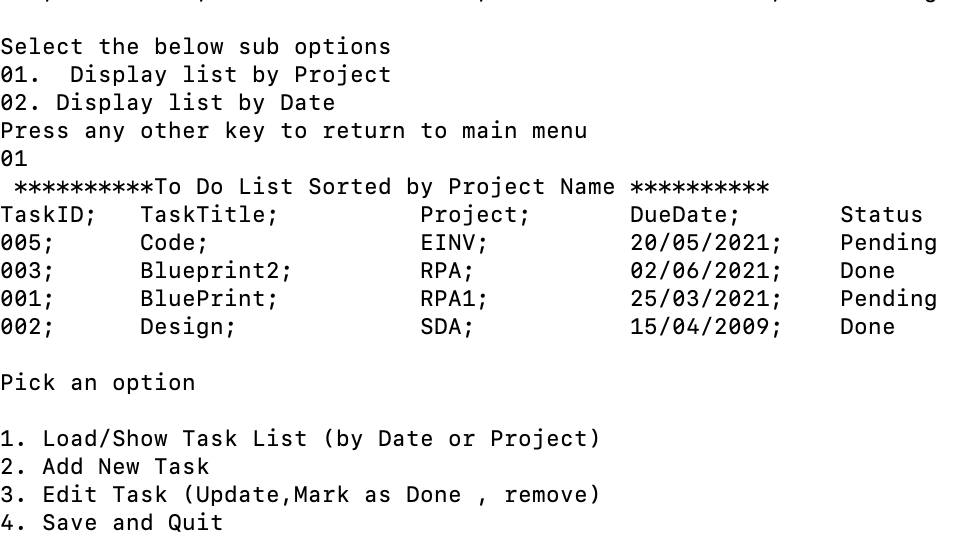 Select the below sub options
01.  Display list by Project
02. Display list by Date
Press any other key to return to main menu
01
 **********To Do List Sorted by Project Name **********
TaskID;   TaskTitle;          Project;       DueDate;       Status
005;      Code;               EINV;          20/05/2021;    Pending
003;      Blueprint2;         RPA;           02/06/2021;    Done
001;      BluePrint;          RPA1;          25/03/2021;    Pending
002;      Design;             SDA;           15/04/2009;    Done
Pick an option
1. Load/Show Task List (by Date or Project)
2. Add New Task
3. Edit Task (Update,Mark as Done , remove)
4. Save and Quit